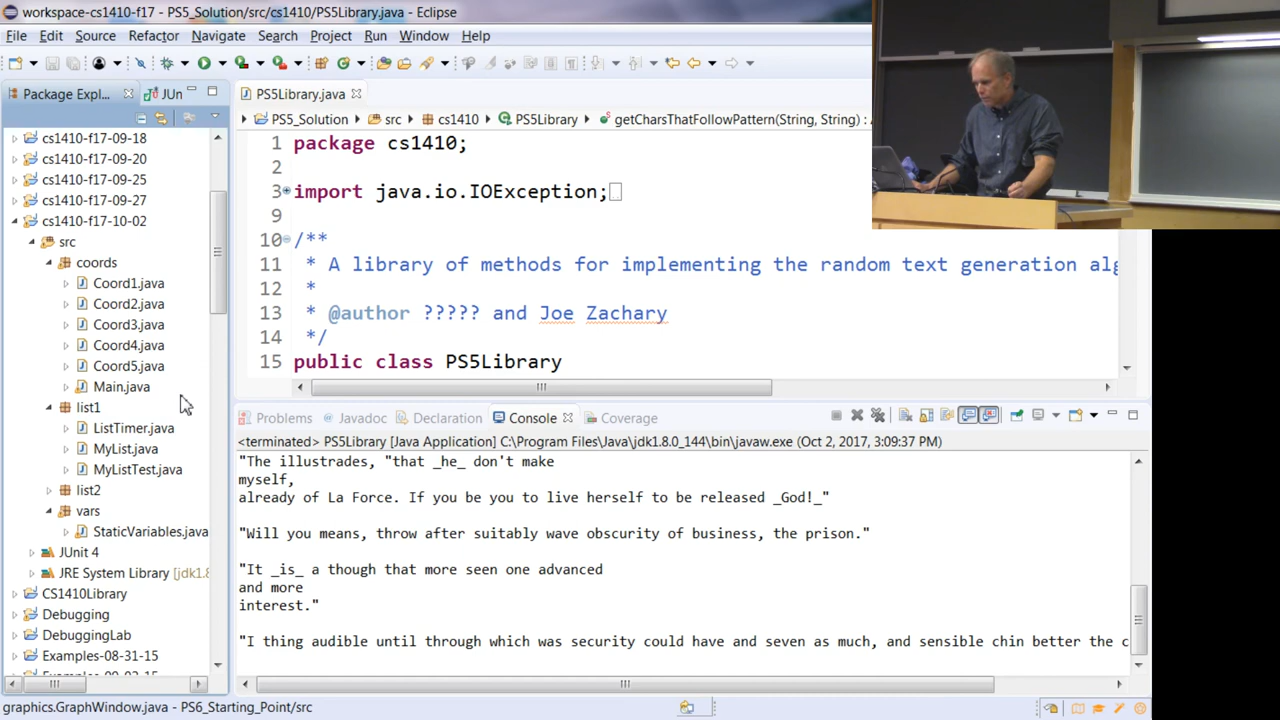 workspace-cs1410-f17 - PS5_Solution/src/cs1410/PS5Library.java - Eclipse
File Edit Source Refactor Navigate Search Project Run Window Help
Package Expl... JUn
cs1410-f17-09-18
cs1410-f17-09-20
cs1410-f17-09-25
cs1410-f17-09-27
cs1410-f17-10-02
src
coords
Coord1.java
Coord2.java
Coord3.java
Coord4.java
Coord5.java
Main.java
list1
ListTimer.java
MyList.java
MyListTest.java
list2
vars
StaticVariables.java
JUnit 4
JRE System Library [jdk1.8
CS1410Library
Debugging
DebuggingLab
Examples-08-31-15
PS5Library.java
PS5_Solution src cs1410 PS5Library getCharsThatFollowPattern(String, String) :
1 package cs1410;
2
3 import java.io.IOException;
9
10 /**
11 * A library of methods for implementing the random text generation alg
12 *
13 * @author ????? and Joe Zachary
14 */
15 public class PS5Library
Problems Javadoc Declaration Console Coverage
<terminated> PS5Library [Java Application] C:\Program Files\Java\jdk1.8.0_144\bin\javaw.exe (Oct 2, 2017, 3:09:37 PM)
"The illustrades, "that _he_ don't make
myself,
already of La Force. If you be you to live herself to be released _God!_"
"Will you means, throw after suitably wave obscurity of business, the prison."
"It _is_ a though that more seen one advanced
and more
interest."
"I thing audible until through which was security could have and seven as much, and sensible chin better the c
graphics.GraphWindow.java - PS6_Starting_Point/src